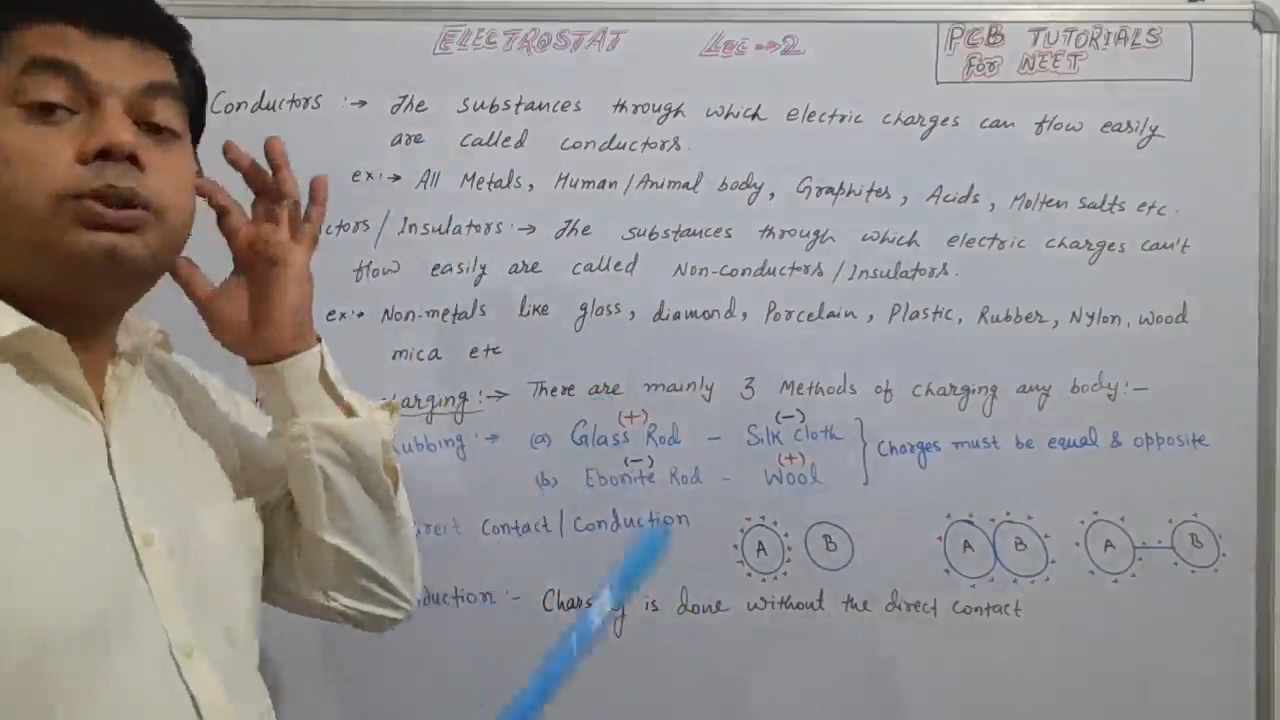 ELECTROSTAT Lec → 2
PCB TUTORIALS
for NEET
Conductors :→ The substances through which electric charges can flow easily
are called conductors.
ex:→ All Metals, Human/Animal body, Graphites, Acids, Molten salts etc.
ctors / Insulators :→ The substances through which electric charges can't
flow easily are called Non-conductors/Insulators.
ex:→ Non-metals like glass, diamond, Porcelain, Plastic, Rubber, Nylon, wood
mica etc
arging :→ There are mainly 3 Methods of charging any body:-
Rubbing :→ (a) Glass Rod (+) - Silk cloth (-)
(b) Ebonite Rod (-) - Wool (+)
Charges must be equal & opposite
irect Contact/Conduction
A B A B A B
duction :- Char y is done without the direct contact